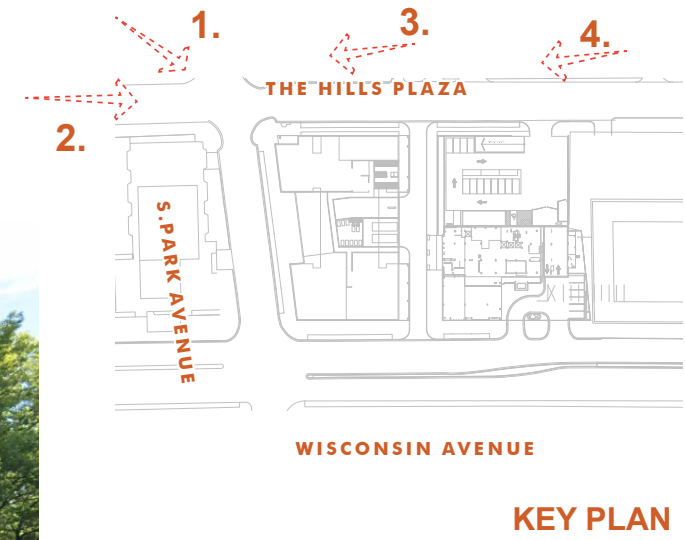 1.
3.
4.
THE HILLS PLAZA
2.
S.PARK AVENUE
WISCONSIN AVENUE
KEY PLAN